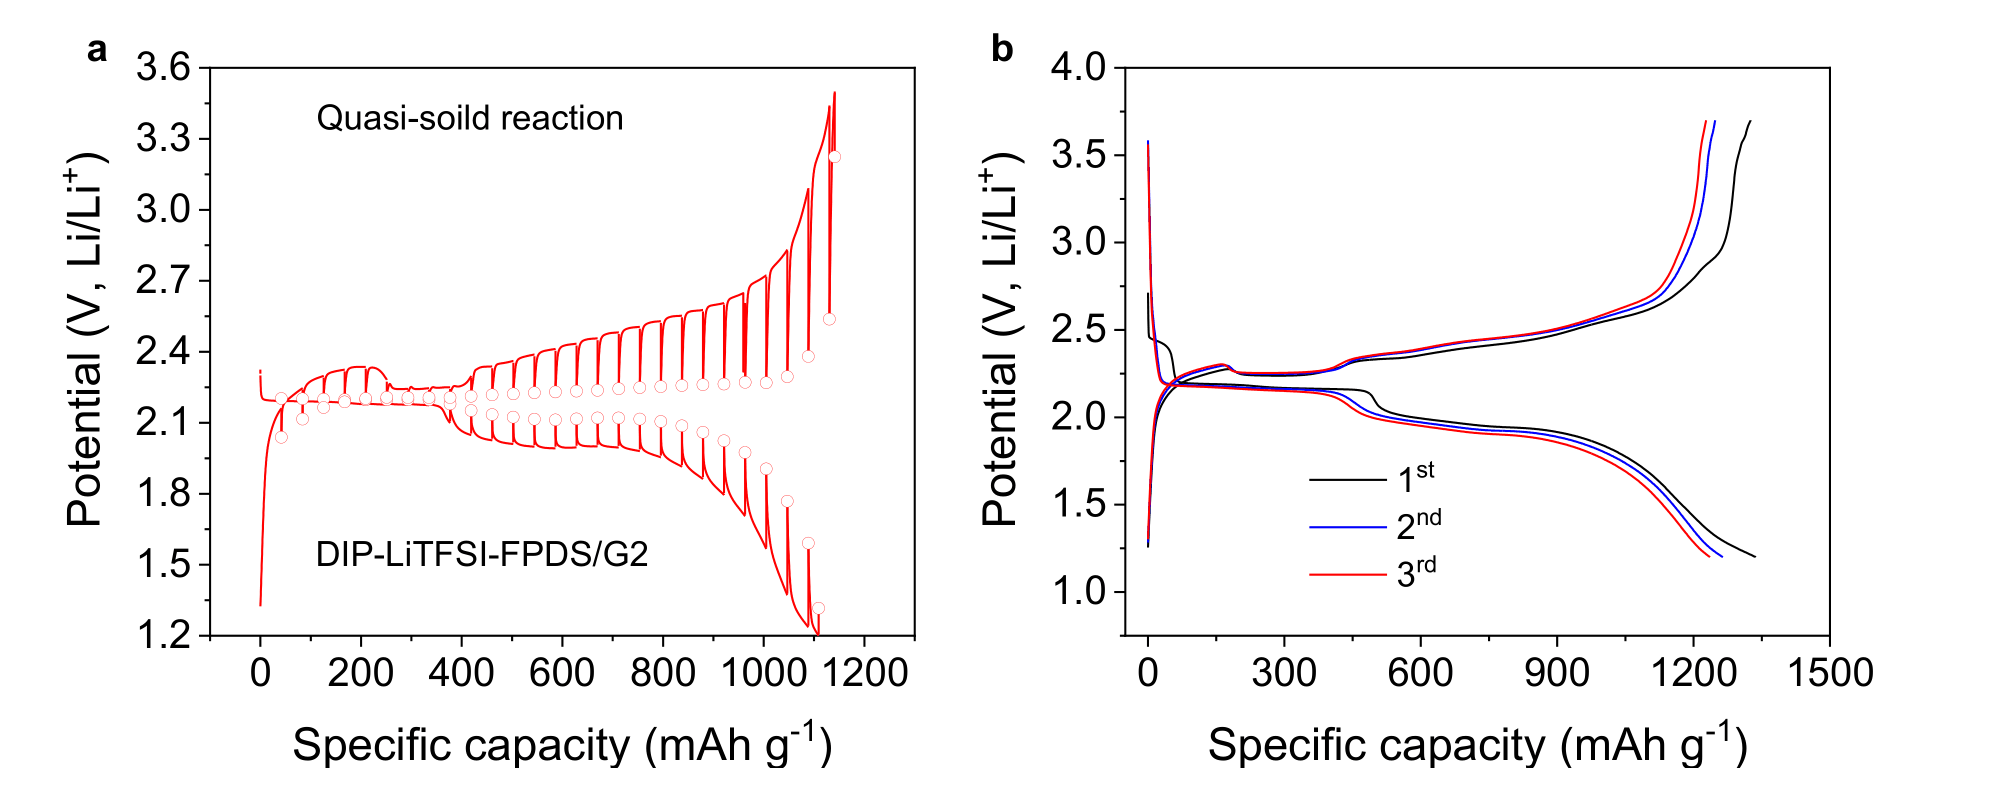 a
Potential (V, Li/Li⁺)
3.6
3.3
3.0
2.7
2.4
2.1
1.8
1.5
1.2
Quasi-soild reaction
DIP-LiTFSI-FPDS/G2
0 200 400 600 800 1000 1200
Specific capacity (mAh g⁻¹)
b
Potential (V, Li/Li⁺)
4.0
3.5
3.0
2.5
2.0
1.5
1.0
1ˢᵗ
2ⁿᵈ
3ʳᵈ
0 300 600 900 1200 1500
Specific capacity (mAh g⁻¹)